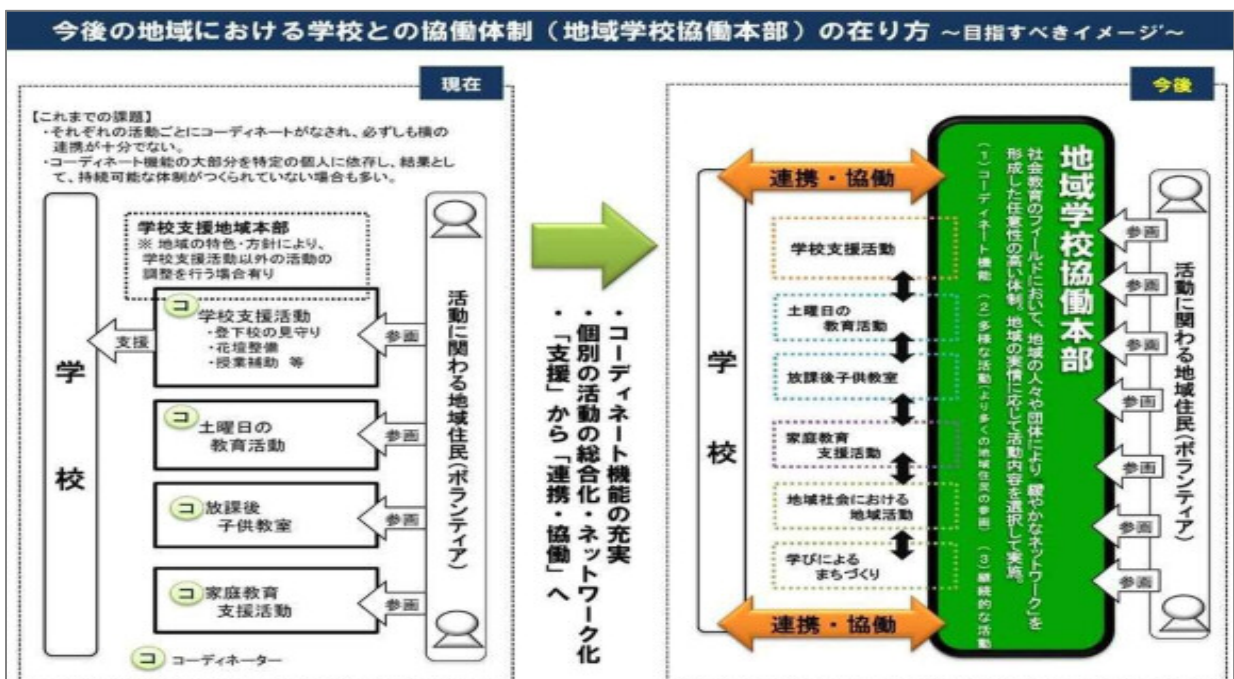 今後の地域における学校との協働体制（地域学校協働本部）の在り方 ～目指すべきイメージ～
現在
【これまでの課題】
・それぞれの活動ごとにコーディネートがなされ、必ずしも横の
連携が十分でない。
・コーディネート機能の大部分を特定の個人に依存し、結果とし
て、持続可能な体制がつくられていない場合も多い。
学校
学校支援地域本部
※ 地域の特色・方針により、
学校支援活動以外の活動の
調整を行う場合有り
コ
学校支援活動
・登下校の見守り
・花壇整備
・授業補助 等
支援
参画
コ
土曜日の
教育活動
参画
コ
放課後
子供教室
参画
コ
家庭教育
支援活動
参画
活動に関わる地域住民(ボランティア)
コ コーディネーター
・コーディネート機能の充実
・個別の活動の総合化・ネットワーク化
・「支援」から「連携・協働」へ
今後
学校
連携・協働
学校支援活動
土曜日の
教育活動
放課後子供教室
家庭教育
支援活動
地域社会における
地域活動
学びによる
まちづくり
連携・協働
地域学校協働本部
社会教育のフィールドにおいて、地域の人々や団体により「緩やかなネットワーク」を
形成した任意性の高い体制。地域の実情に応じて活動内容を選択して実施。
(1)コーディネート機能 (2)多様な活動(より多くの地域住民の参画) (3)継続的な活動
参画
参画
参画
参画
参画
参画
参画
活動に関わる地域住民(ボランティア)